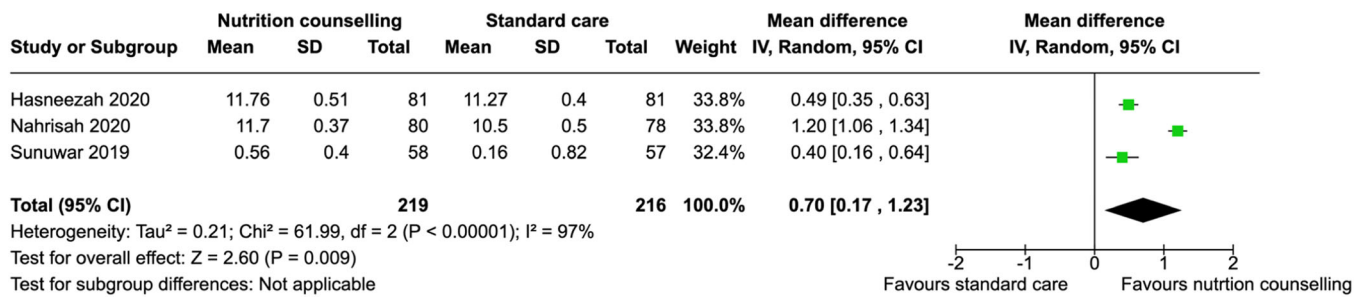 Nutrition counselling Standard care Mean difference Mean difference
Study or Subgroup Mean SD Total Mean SD Total Weight IV, Random, 95% CI IV, Random, 95% CI
Hasneezah 2020 11.76 0.51 81 11.27 0.4 81 33.8% 0.49 [0.35 , 0.63]
Nahrisah 2020 11.7 0.37 80 10.5 0.5 78 33.8% 1.20 [1.06 , 1.34]
Sunuwar 2019 0.56 0.4 58 0.16 0.82 57 32.4% 0.40 [0.16 , 0.64]
Total (95% CI) 219 216 100.0% 0.70 [0.17 , 1.23]
Heterogeneity: Tau² = 0.21; Chi² = 61.99, df = 2 (P < 0.00001); I² = 97%
Test for overall effect: Z = 2.60 (P = 0.009) -2 -1 0 1 2
Test for subgroup differences: Not applicable Favours standard care Favours nutrtion counselling